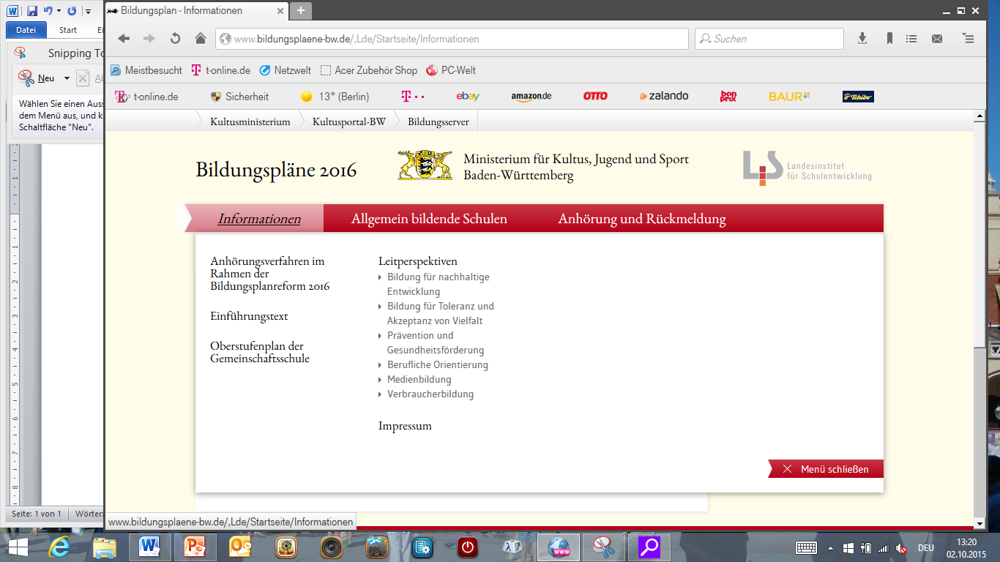 Bildungsplan - Informationen
Datei
Start
www.bildungsplaene-bw.de/,Lde/Startseite/Informationen
Suchen
Snipping To
Meistbesucht
t-online.de
Netzwelt
Acer Zubehör Shop
PC-Welt
Neu
t-online.de
Sicherheit
13° (Berlin)
ebay
amazon.de
OTTO
zalando
bon prix
BAUR
Tchibo
Wählen Sie einen Auss
dem Menü aus, und k
Schaltfläche "Neu".
Kultusministerium
Kultusportal-BW
Bildungsserver
Bildungspläne 2016
Ministerium für Kultus, Jugend und Sport
Baden-Württemberg
LS
Landesinstitut
für Schulentwicklung
Informationen
Allgemein bildende Schulen
Anhörung und Rückmeldung
Anhörungsverfahren im
Rahmen der
Bildungsplanreform 2016
Einführungstext
Oberstufenplan der
Gemeinschaftsschule
Leitperspektiven
Bildung für nachhaltige
Entwicklung
Bildung für Toleranz und
Akzeptanz von Vielfalt
Prävention und
Gesundheitsförderung
Berufliche Orientierung
Medienbildung
Verbraucherbildung
Impressum
Menü schließen
Seite: 1 von 1
Wörter:
www.bildungsplaene-bw.de/,Lde/Startseite/Informationen
DEU
13:20
02.10.2015